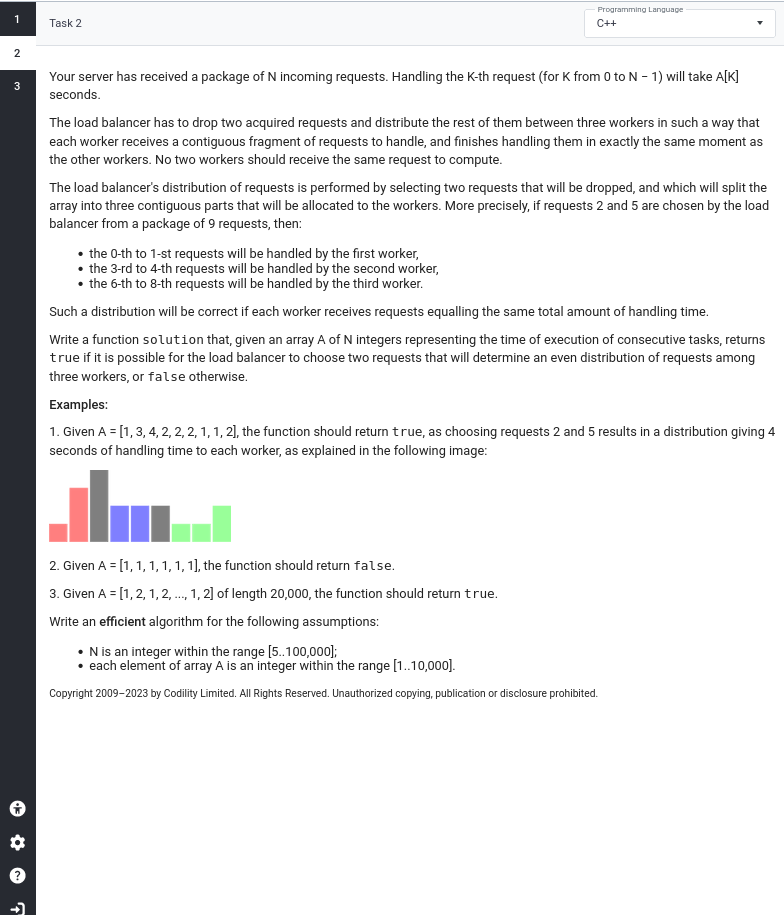 1
Task 2
Programming Language
C++
2
3
Your server has received a package of N incoming requests. Handling the K-th request (for K from 0 to N − 1) will take A[K]
seconds.
The load balancer has to drop two acquired requests and distribute the rest of them between three workers in such a way that
each worker receives a contiguous fragment of requests to handle, and finishes handling them in exactly the same moment as
the other workers. No two workers should receive the same request to compute.
The load balancer's distribution of requests is performed by selecting two requests that will be dropped, and which will split the
array into three contiguous parts that will be allocated to the workers. More precisely, if requests 2 and 5 are chosen by the load
balancer from a package of 9 requests, then:
• the 0-th to 1-st requests will be handled by the first worker,
• the 3-rd to 4-th requests will be handled by the second worker,
• the 6-th to 8-th requests will be handled by the third worker.
Such a distribution will be correct if each worker receives requests equalling the same total amount of handling time.
Write a function solution that, given an array A of N integers representing the time of execution of consecutive tasks, returns
true if it is possible for the load balancer to choose two requests that will determine an even distribution of requests among
three workers, or false otherwise.
Examples:
1. Given A = [1, 3, 4, 2, 2, 2, 1, 1, 2], the function should return true, as choosing requests 2 and 5 results in a distribution giving 4
seconds of handling time to each worker, as explained in the following image:
2. Given A = [1, 1, 1, 1, 1, 1], the function should return false.
3. Given A = [1, 2, 1, 2, ..., 1, 2] of length 20,000, the function should return true.
Write an efficient algorithm for the following assumptions:
• N is an integer within the range [5..100,000];
• each element of array A is an integer within the range [1..10,000].
Copyright 2009–2023 by Codility Limited. All Rights Reserved. Unauthorized copying, publication or disclosure prohibited.